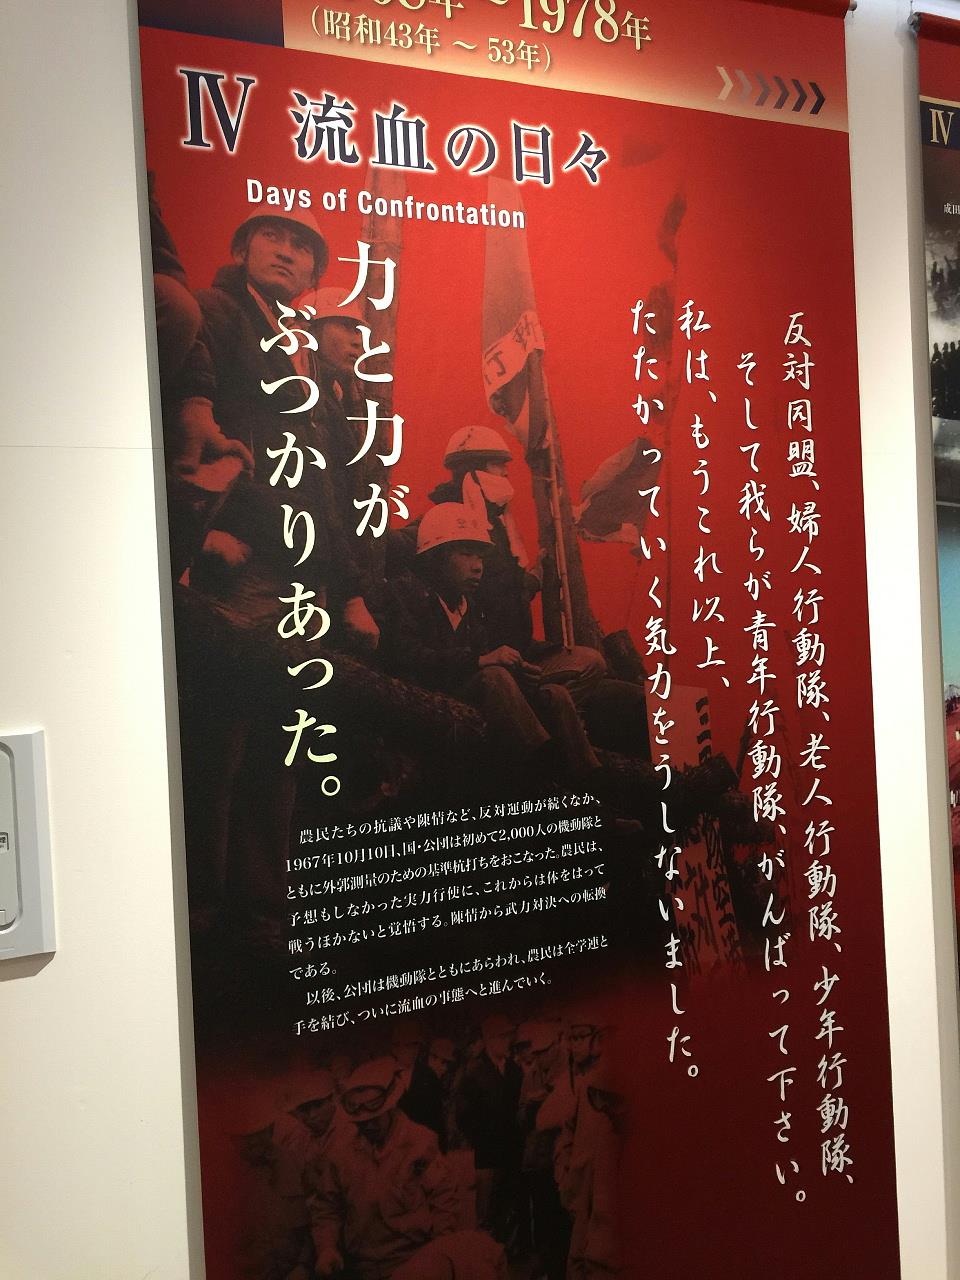 ～1978年
（昭和43年 ～ 53年）
Ⅳ 流血の日々
Days of Confrontation
力と力が
ぶつかりあった。
反対同盟、婦人行動隊、老人行動隊、少年行動隊、
そして我らが青年行動隊、がんばって下さい。
私は、もうこれ以上、
たたかっていく気力をうしないました。
農民たちの抗議や陳情など、反対運動が続くなか、
1967年10月10日、国・公団は初めて2,000人の機動隊と
ともに外郭測量のための基準杭打ちをおこなった。農民は、
予想もしなかった実力行使に、これからは体をはって
戦うほかないと覚悟する。陳情から武力対決への転換
である。
以後、公団は機動隊とともにあらわれ、農民は全学連と
手を結び、ついに流血の事態へと進んでいく。
行動
Ⅳ
成田